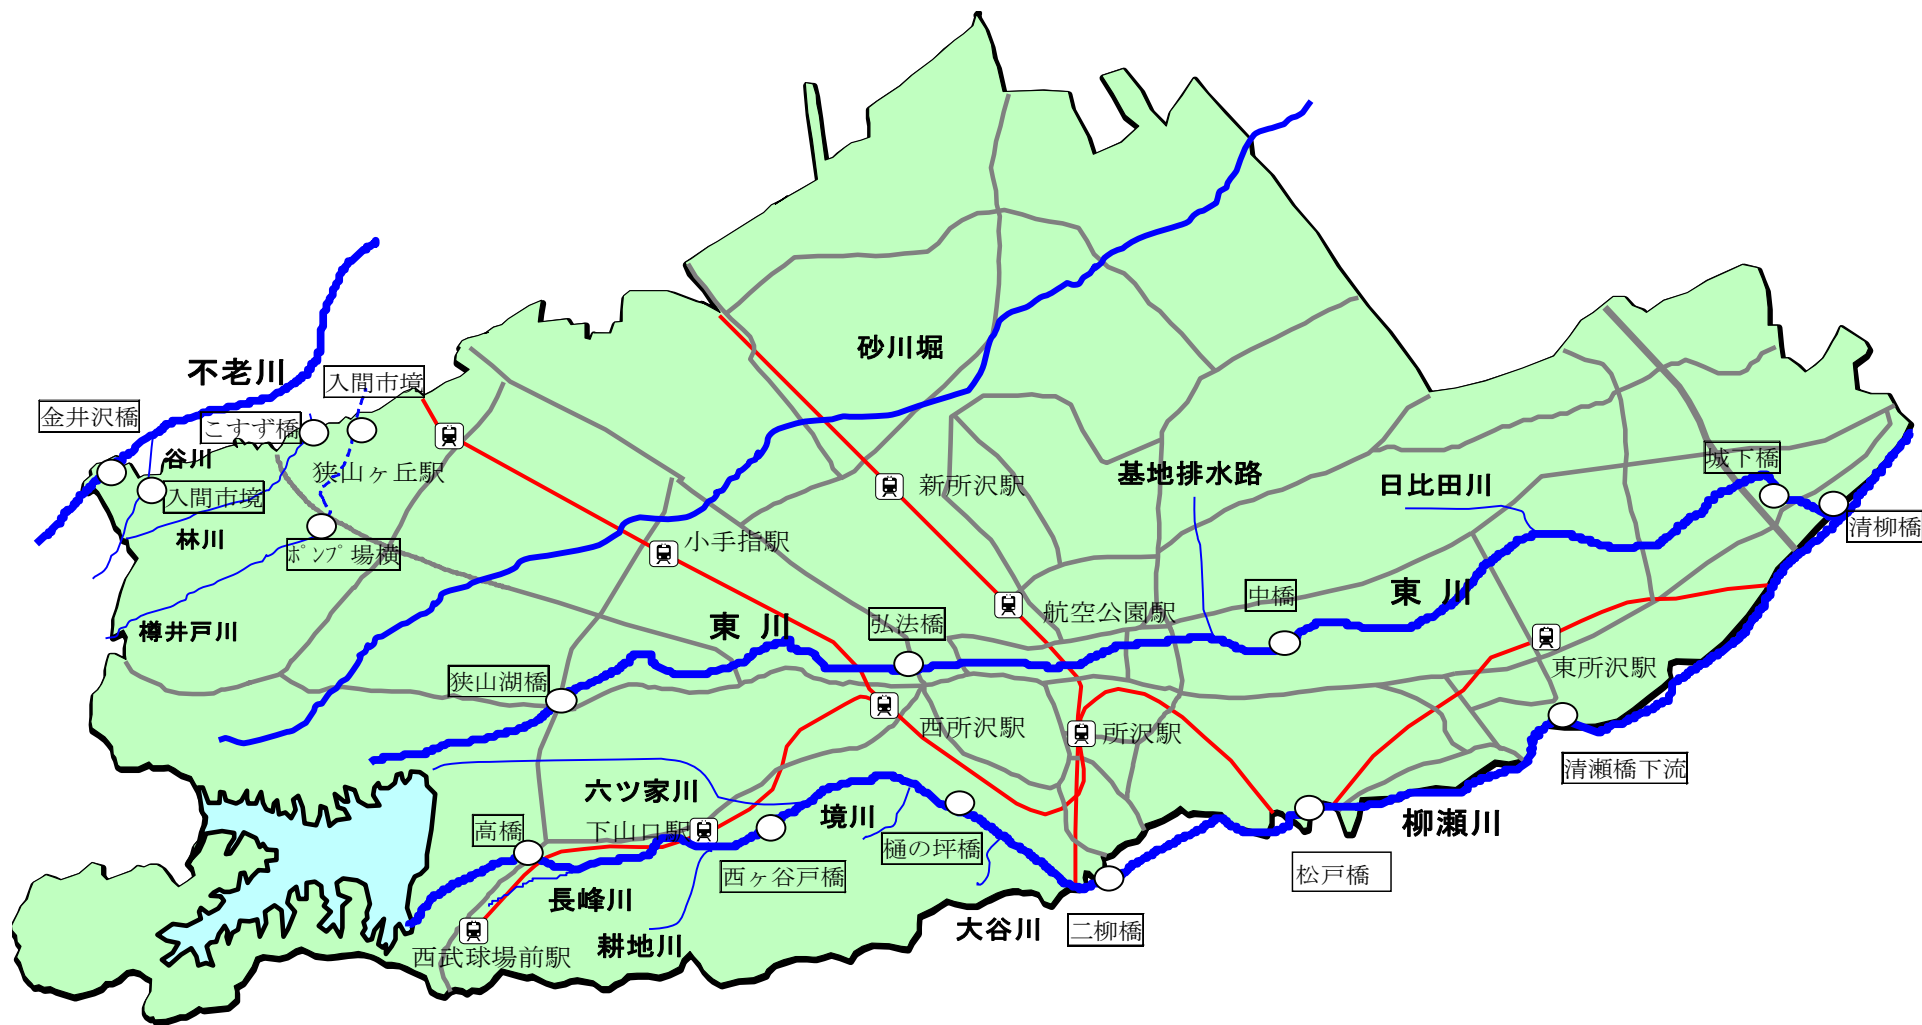 砂川堀
不老川
入間市境
金井沢橋
こすず橋
谷川
狭山ヶ丘駅
入間市境
新所沢駅
基地排水路
日比田川
城下橋
清柳橋
林川
ポンプ場横
小手指駅
樽井戸川
東川
弘法橋
航空公園駅
中橋
東川
狭山湖橋
東所沢駅
西所沢駅
所沢駅
清瀬橋下流
六ツ家川
高橋
下山口駅
境川
柳瀬川
樋の坪橋
西ヶ谷戸橋
松戸橋
長峰川
耕地川
大谷川
二柳橋
西武球場前駅